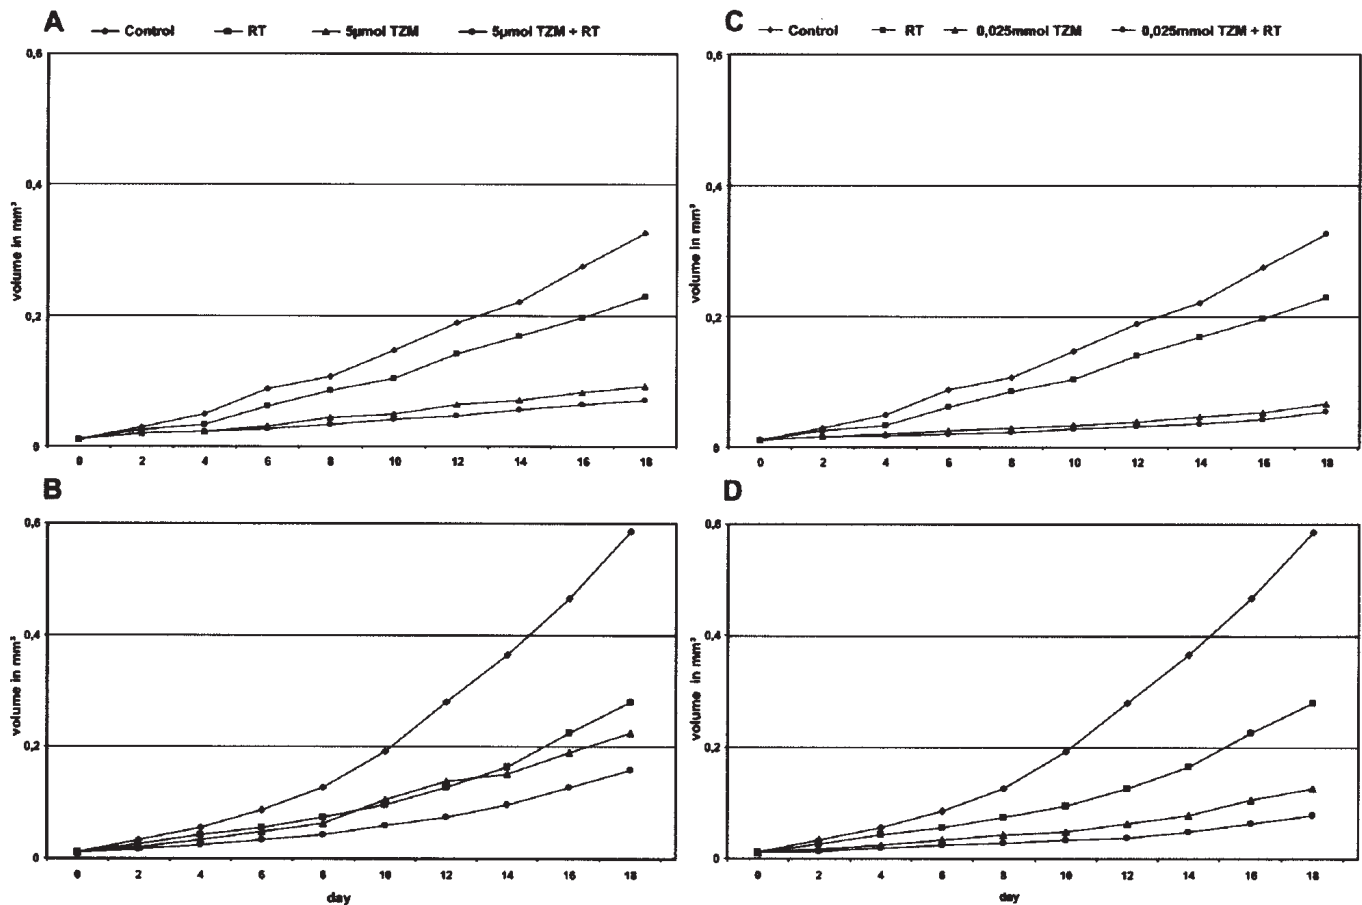 A
Control RT 5µmol TZM 5µmol TZM + RT
0,6
0,4
0,2
0
volume in mm³
0 2 4 6 8 10 12 14 16 18
C
Control RT 0,025mmol TZM 0,025mmol TZM + RT
0,6
0,4
0,2
0
volume in mm³
0 2 4 6 8 10 12 14 16 18
B
0,6
0,4
0,2
0
volume in mm³
0 2 4 6 8 10 12 14 16 18
day
D
0,6
0,4
0,2
0
volume in mm³
0 2 4 6 8 10 12 14 16 18
day